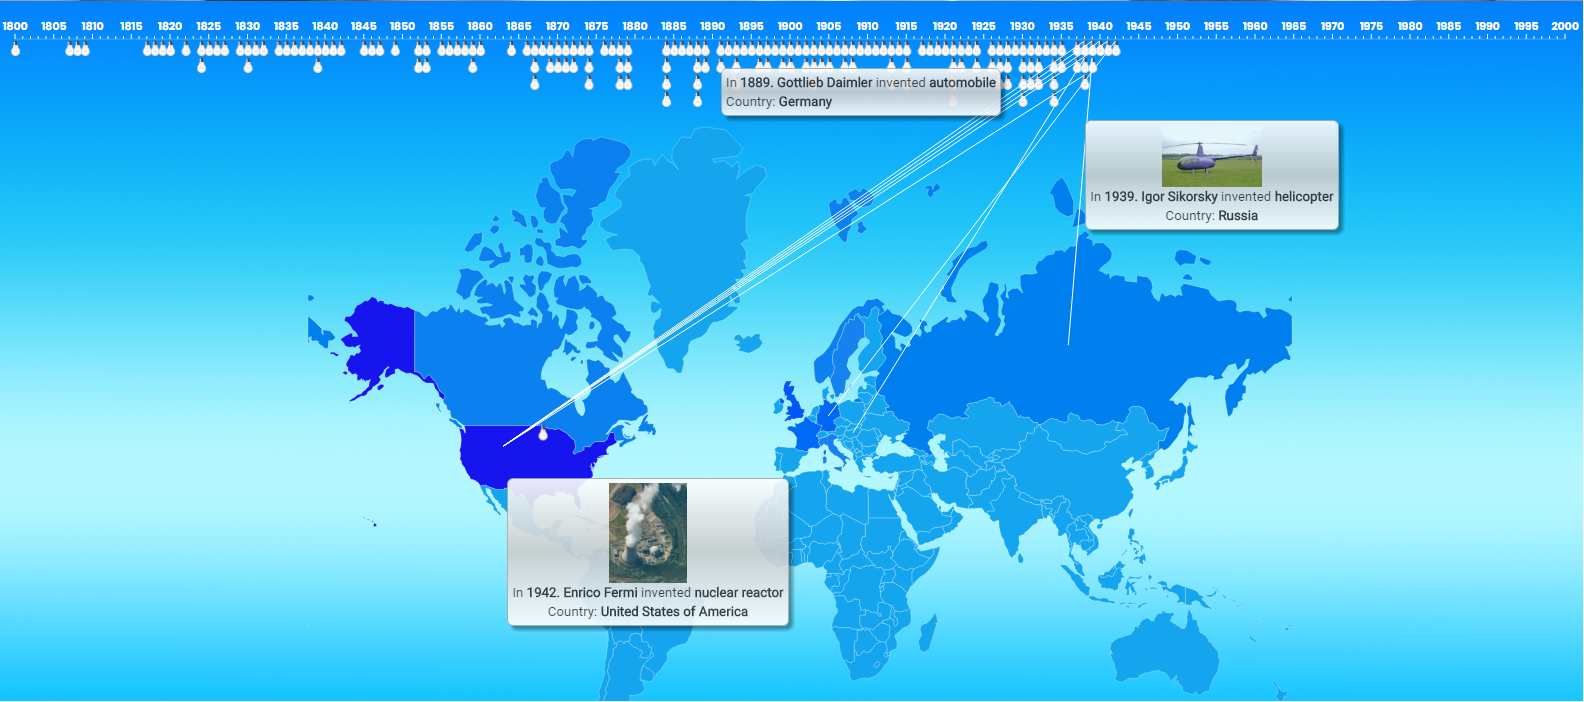 1800 1805 1810 1815 1820 1825 1830 1835 1840 1845 1850 1855 1860 1865 1870 1875 1880 1885 1890 1895 1900 1905 1910 1915 1920 1925 1930 1935 1940 1945 1950 1955 1960 1965 1970 1975 1980 1985 1990 1995 2000
In 1889. Gottlieb Daimler invented automobile
Country: Germany
In 1939. Igor Sikorsky invented helicopter
Country: Russia
In 1942. Enrico Fermi invented nuclear reactor
Country: United States of America